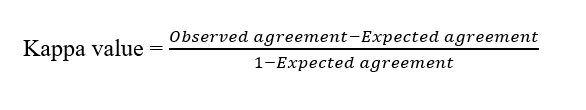 Kappa value = Observed agreement−Expected agreement
1−Expected agreement